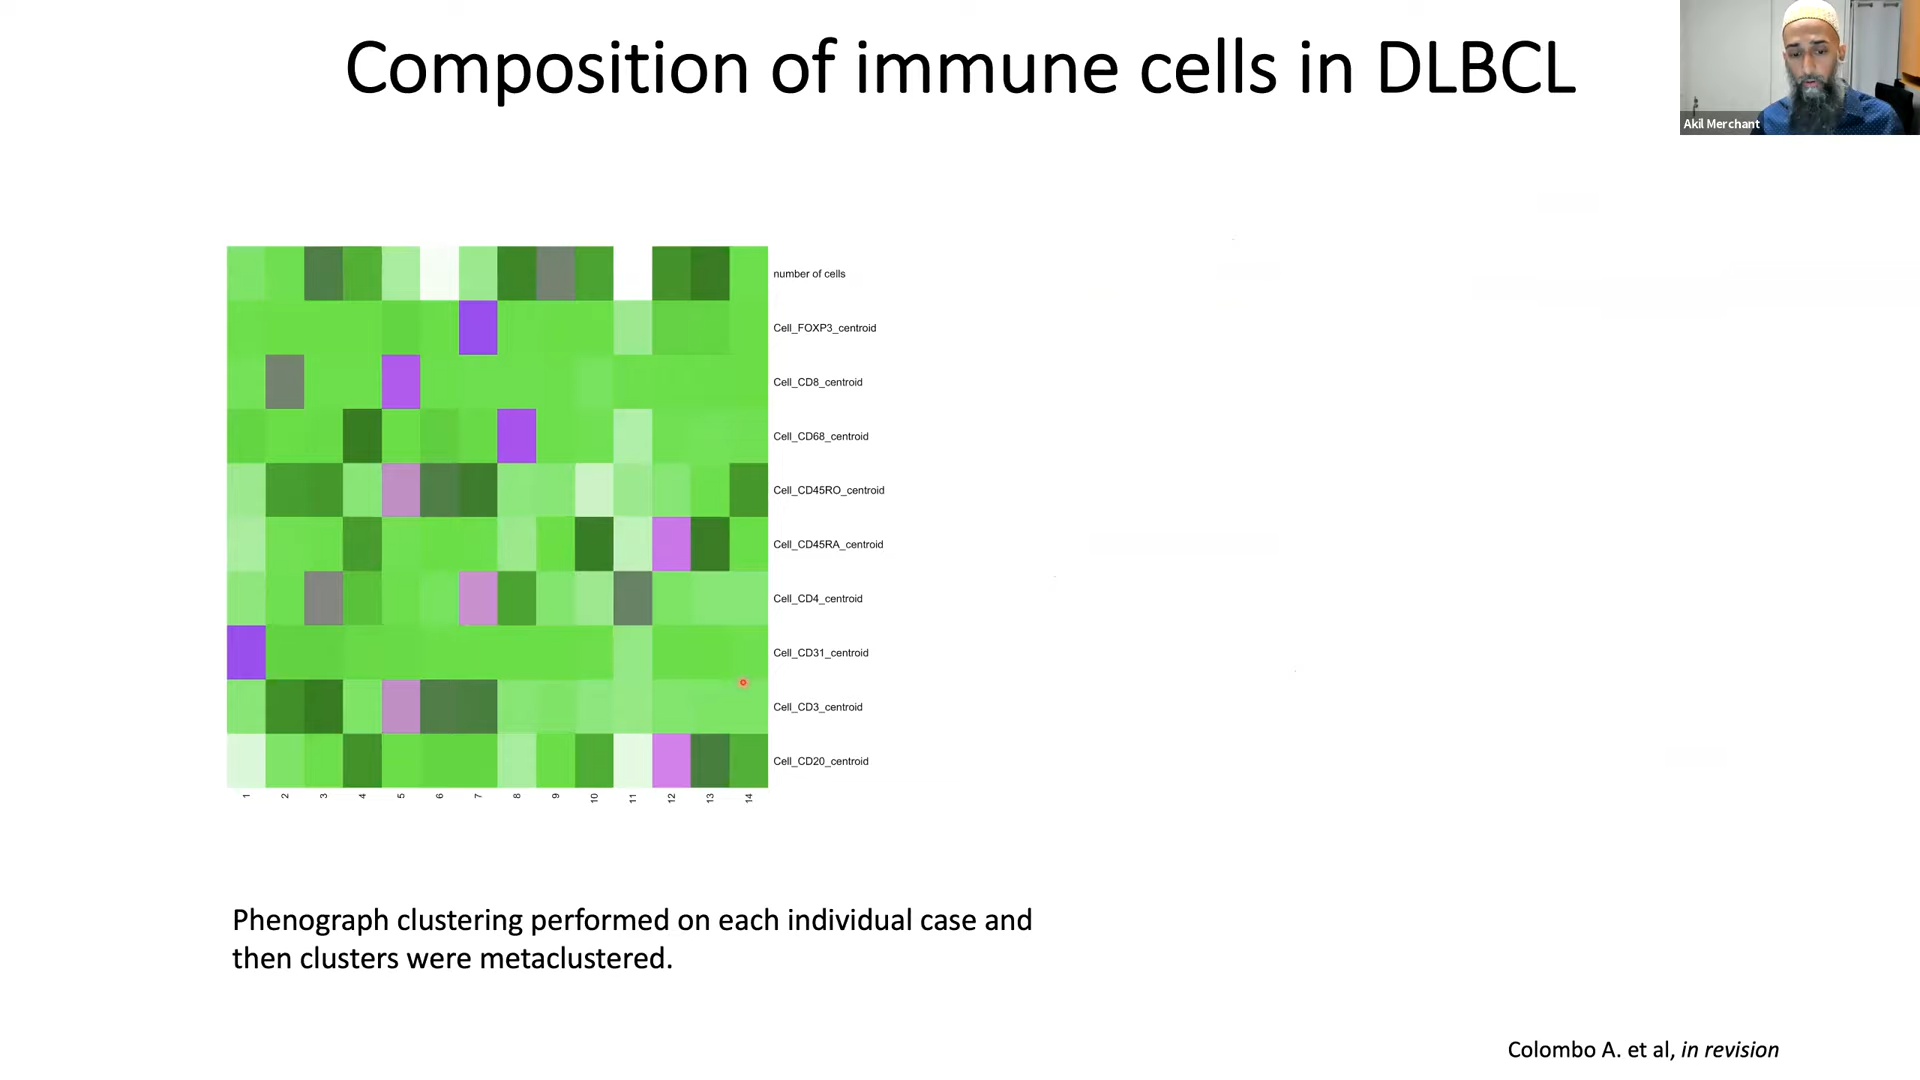 Composition of immune cells in DLBCL
Akil Merchant
number of cells
Cell_FOXP3_centroid
Cell_CD8_centroid
Cell_CD68_centroid
Cell_CD45RO_centroid
Cell_CD45RA_centroid
Cell_CD4_centroid
Cell_CD31_centroid
Cell_CD3_centroid
Cell_CD20_centroid
1 2 3 4 5 6 7 8 9 10 11 12 13 14
Phenograph clustering performed on each individual case and
then clusters were metaclustered.
Colombo A. et al, in revision